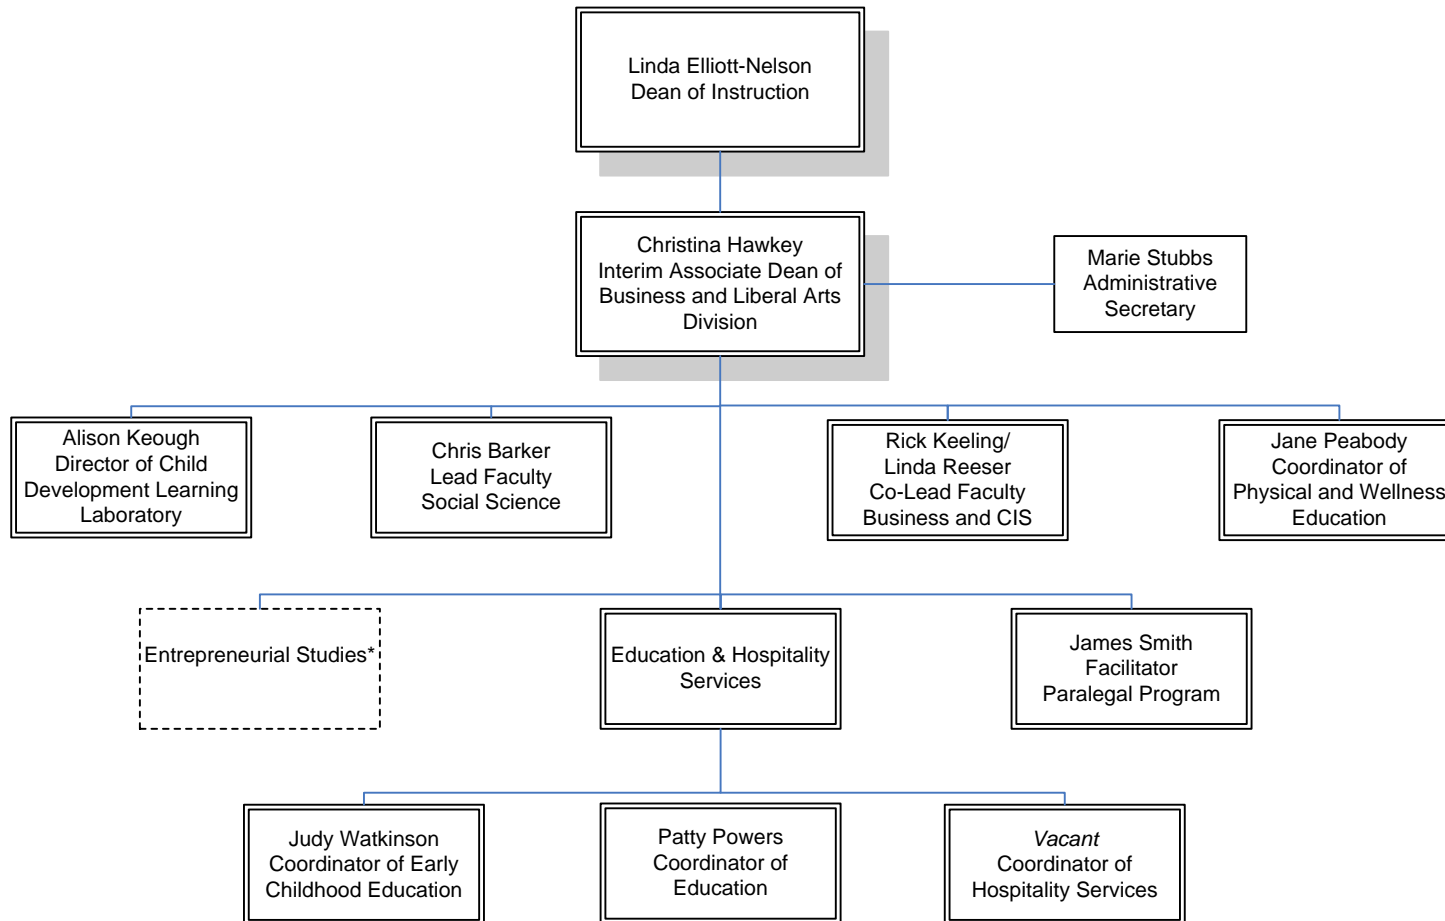 Linda Elliott-Nelson
Dean of Instruction
Christina Hawkey
Interim Associate Dean of
Business and Liberal Arts
Division
Marie Stubbs
Administrative
Secretary
Alison Keough
Director of Child
Development Learning
Laboratory
Chris Barker
Lead Faculty
Social Science
Rick Keeling/
Linda Reeser
Co-Lead Faculty
Business and CIS
Jane Peabody
Coordinator of
Physical and Wellness
Education
Entrepreneurial Studies*
Education & Hospitality
Services
James Smith
Facilitator
Paralegal Program
Judy Watkinson
Coordinator of Early
Childhood Education
Patty Powers
Coordinator of
Education
Vacant
Coordinator of
Hospitality Services